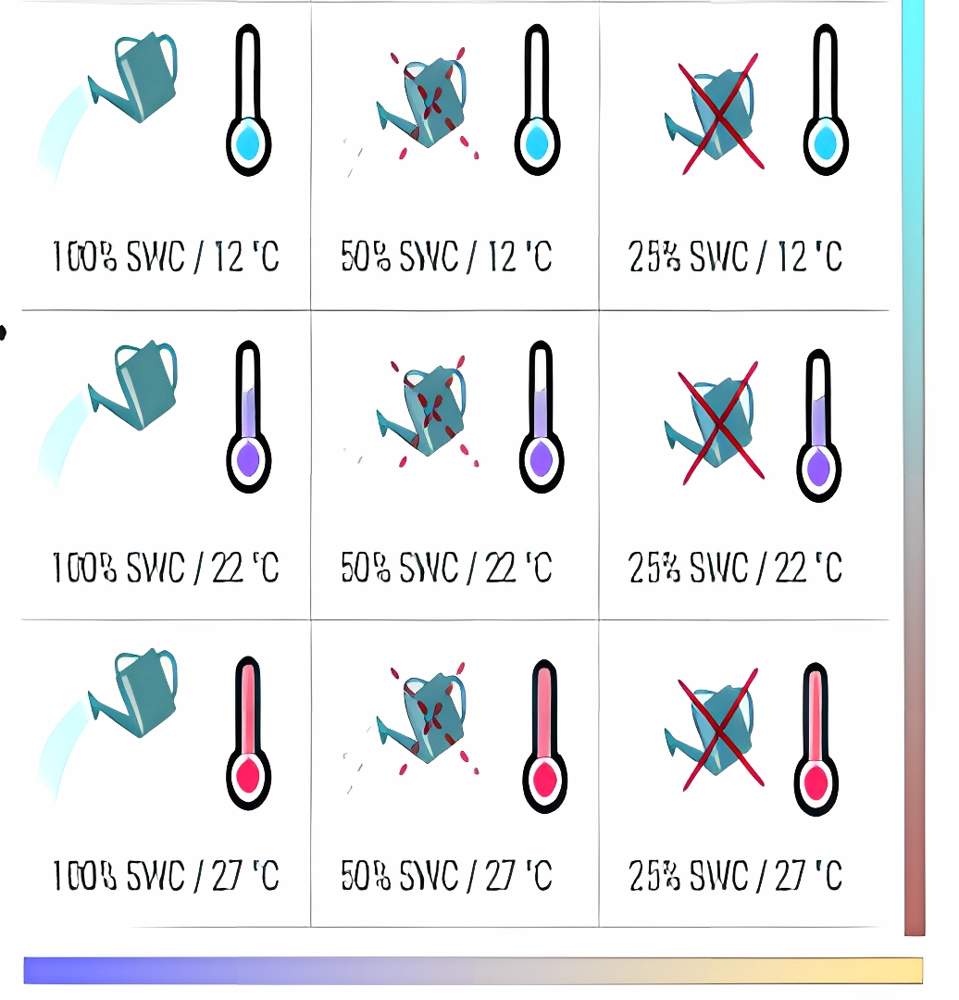 100% SWC / 12 °C
50% SWC / 12 °C
25% SWC / 12 °C
100% SWC / 22 °C
50% SWC / 22 °C
25% SWC / 22 °C
100% SWC / 27 °C
50% SWC / 27 °C
25% SWC / 27 °C